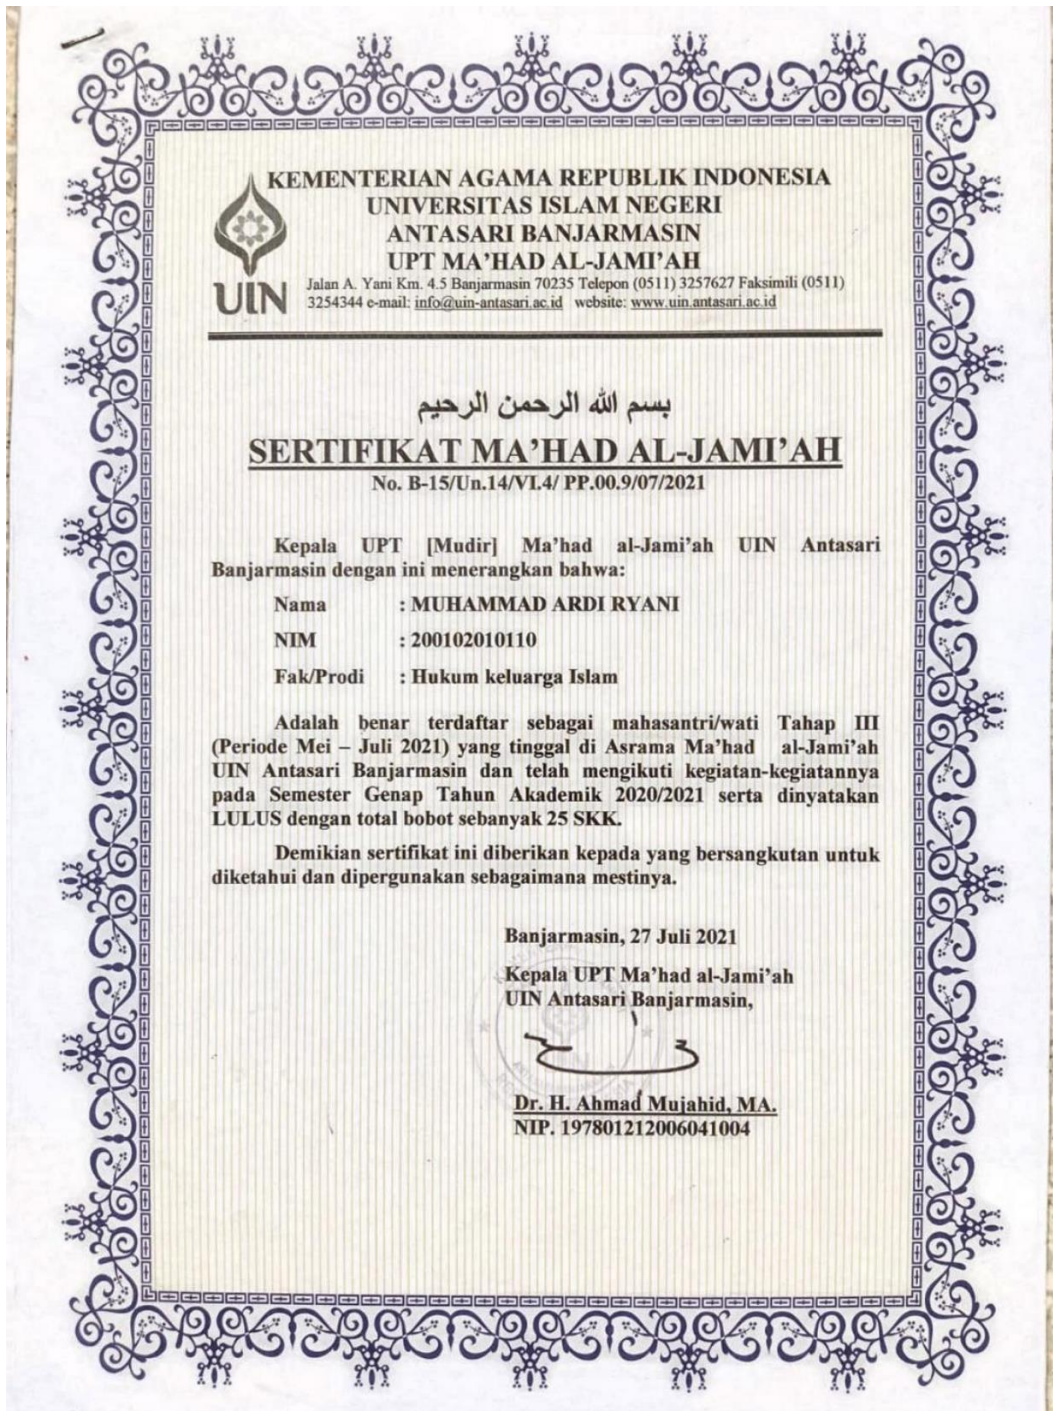 KEMENTERIAN AGAMA REPUBLIK INDONESIA
UNIVERSITAS ISLAM NEGERI
ANTASARI BANJARMASIN
UPT MA’HAD AL-JAMI’AH
UIN
Jalan A. Yani Km. 4.5 Banjarmasin 70235 Telepon (0511) 3257627 Faksimili (0511)
3254344 e-mail: info@uin-antasari.ac.id website: www.uin.antasari.ac.id
بسم الله الرحمن الرحيم
SERTIFIKAT MA’HAD AL-JAMI’AH
No. B-15/Un.14/VI.4/ PP.00.9/07/2021
Kepala UPT [Mudir] Ma’had al-Jami’ah UIN Antasari
Banjarmasin dengan ini menerangkan bahwa:
Nama : MUHAMMAD ARDI RYANI
NIM : 200102010110
Fak/Prodi : Hukum keluarga Islam
Adalah benar terdaftar sebagai mahasantri/wati Tahap III
(Periode Mei – Juli 2021) yang tinggal di Asrama Ma’had al-Jami’ah
UIN Antasari Banjarmasin dan telah mengikuti kegiatan-kegiatannya
pada Semester Genap Tahun Akademik 2020/2021 serta dinyatakan
LULUS dengan total bobot sebanyak 25 SKK.
Demikian sertifikat ini diberikan kepada yang bersangkutan untuk
diketahui dan dipergunakan sebagaimana mestinya.
Banjarmasin, 27 Juli 2021
Kepala UPT Ma’had al-Jami’ah
UIN Antasari Banjarmasin,
Dr. H. Ahmad Mujahid, MA.
NIP. 197801212006041004